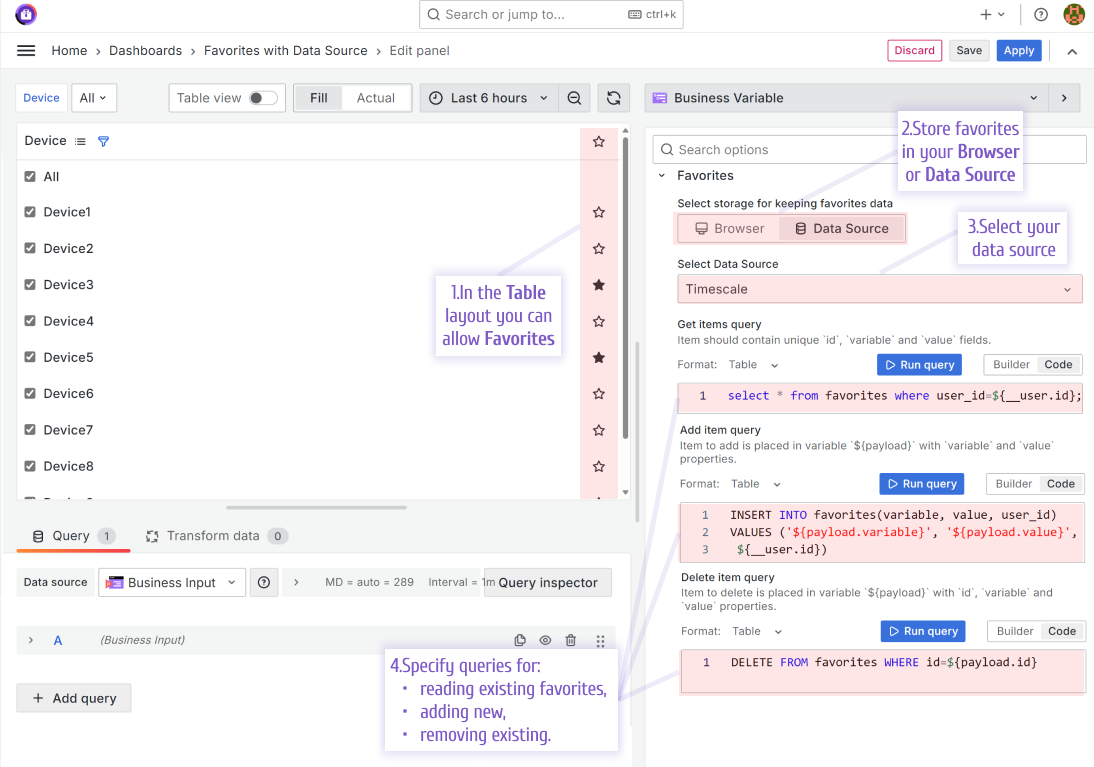 Search or jump to...
ctrl+k
Home › Dashboards › Favorites with Data Source › Edit panel
Discard
Save
Apply
Device
All
Table view
Fill
Actual
Last 6 hours
Business Variable
Device
All
Device1
Device2
Device3
Device4
Device5
Device6
Device7
Device8
1.In the Table
layout you can
allow Favorites
Query 1
Transform data 0
Data source
Business Input
MD = auto = 289
Interval = 1m
Query inspector
A
(Business Input)
+ Add query
4.Specify queries for:
• reading existing favorites,
• adding new,
• removing existing.
Search options
2.Store favorites
in your Browser
or Data Source
Favorites
Select storage for keeping favorites data
Browser
Data Source
3.Select your
data source
Select Data Source
Timescale
Get items query
Item should contain unique `id`, `variable` and `value` fields.
Format: Table
Run query
Builder
Code
1 select * from favorites where user_id=${__user.id};
Add item query
Item to add is placed in variable `${payload}` with `variable` and `value`
properties.
Format: Table
Run query
Builder
Code
1 INSERT INTO favorites(variable, value, user_id)
2 VALUES ('${payload.variable}', '${payload.value}',
3 ${__user.id})
Delete item query
Item to delete is placed in variable `${payload}` with `id`, `variable` and
`value` properties.
Format: Table
Run query
Builder
Code
1 DELETE FROM favorites WHERE id=${payload.id}